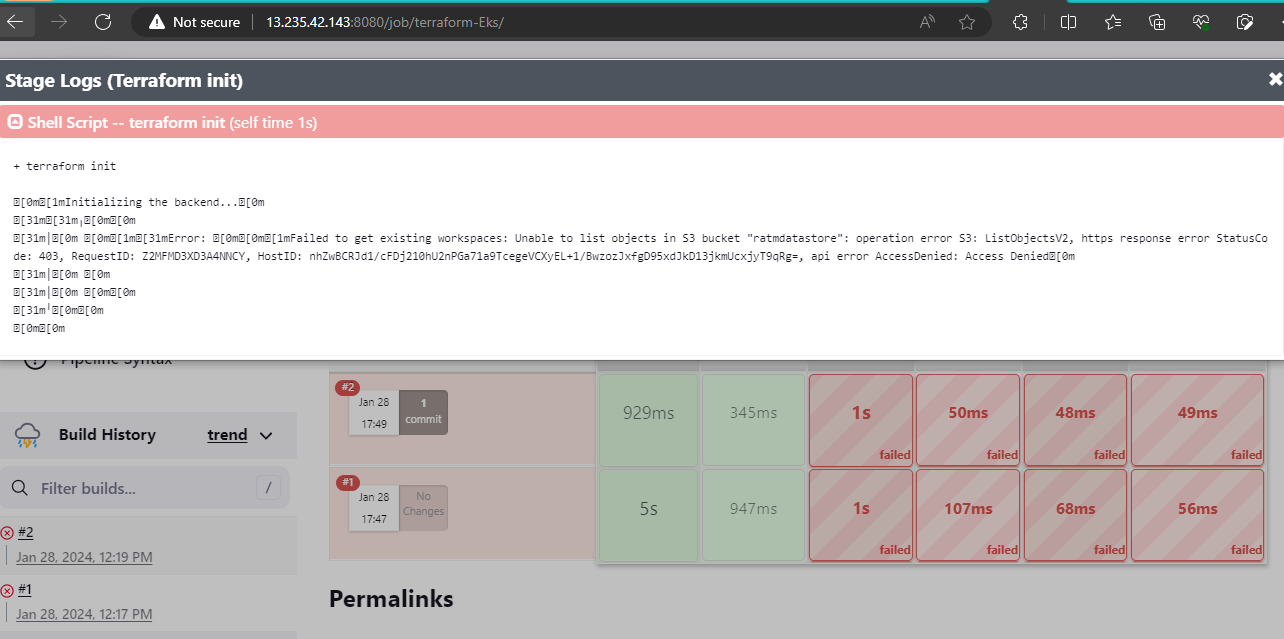 Not secure 13.235.42.143:8080/job/terraform-Eks/
Stage Logs (Terraform init)
Shell Script -- terraform init (self time 1s)
+ terraform init
[0m[1mInitializing the backend...[0m
[31m[31m╷[0m[0m
[31m│[0m [0m[1m[31mError: [0m[0m[1mFailed to get existing workspaces: Unable to list objects in S3 bucket "ratmdatastore": operation error S3: ListObjectsV2, https response error StatusCo
de: 403, RequestID: Z2MFMD3XD3A4NNCY, HostID: nhZwBCRJd1/cFDj2l0hU2nPGa71a9TcegeVCXyEL+1/BwzozJxfgD95xdJkD13jkmUcxjyT9qRg=, api error AccessDenied: Access Denied[0m
[31m│[0m [0m
[31m│[0m [0m[0m
[31m╵[0m[0m
[0m[0m
Pipeline Syntax
Build History trend
Filter builds... /
#2
Jan 28, 2024, 12:19 PM
#1
Jan 28, 2024, 12:17 PM
#2
Jan 28
17:49
1
commit
929ms 345ms 1s 50ms 48ms 49ms
failed failed failed failed
#1
Jan 28
17:47
No
Changes
5s 947ms 1s 107ms 68ms 56ms
failed failed failed failed
Permalinks